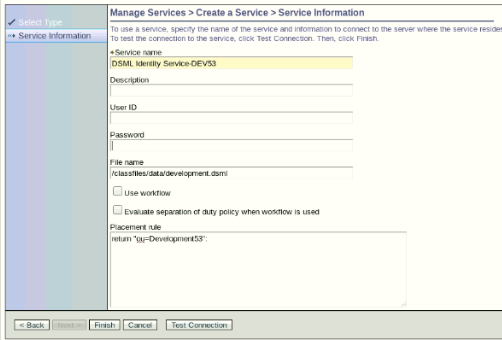 Manage Services > Create a Service > Service Information
Select Type
Service Information
To use a service, specify the name of the service and information to connect to the server where the service resides
To test the connection to the service, click Test Connection. Then, click Finish.
*Service name
DSML Identity Service-DEV53
Description
User ID
Password
File name
/classfiles/data/development.dsml
Use workflow
Evaluate separation of duty policy when workflow is used
Placement rule
return "ou=Development53";
< Back Next > Finish Cancel Test Connection